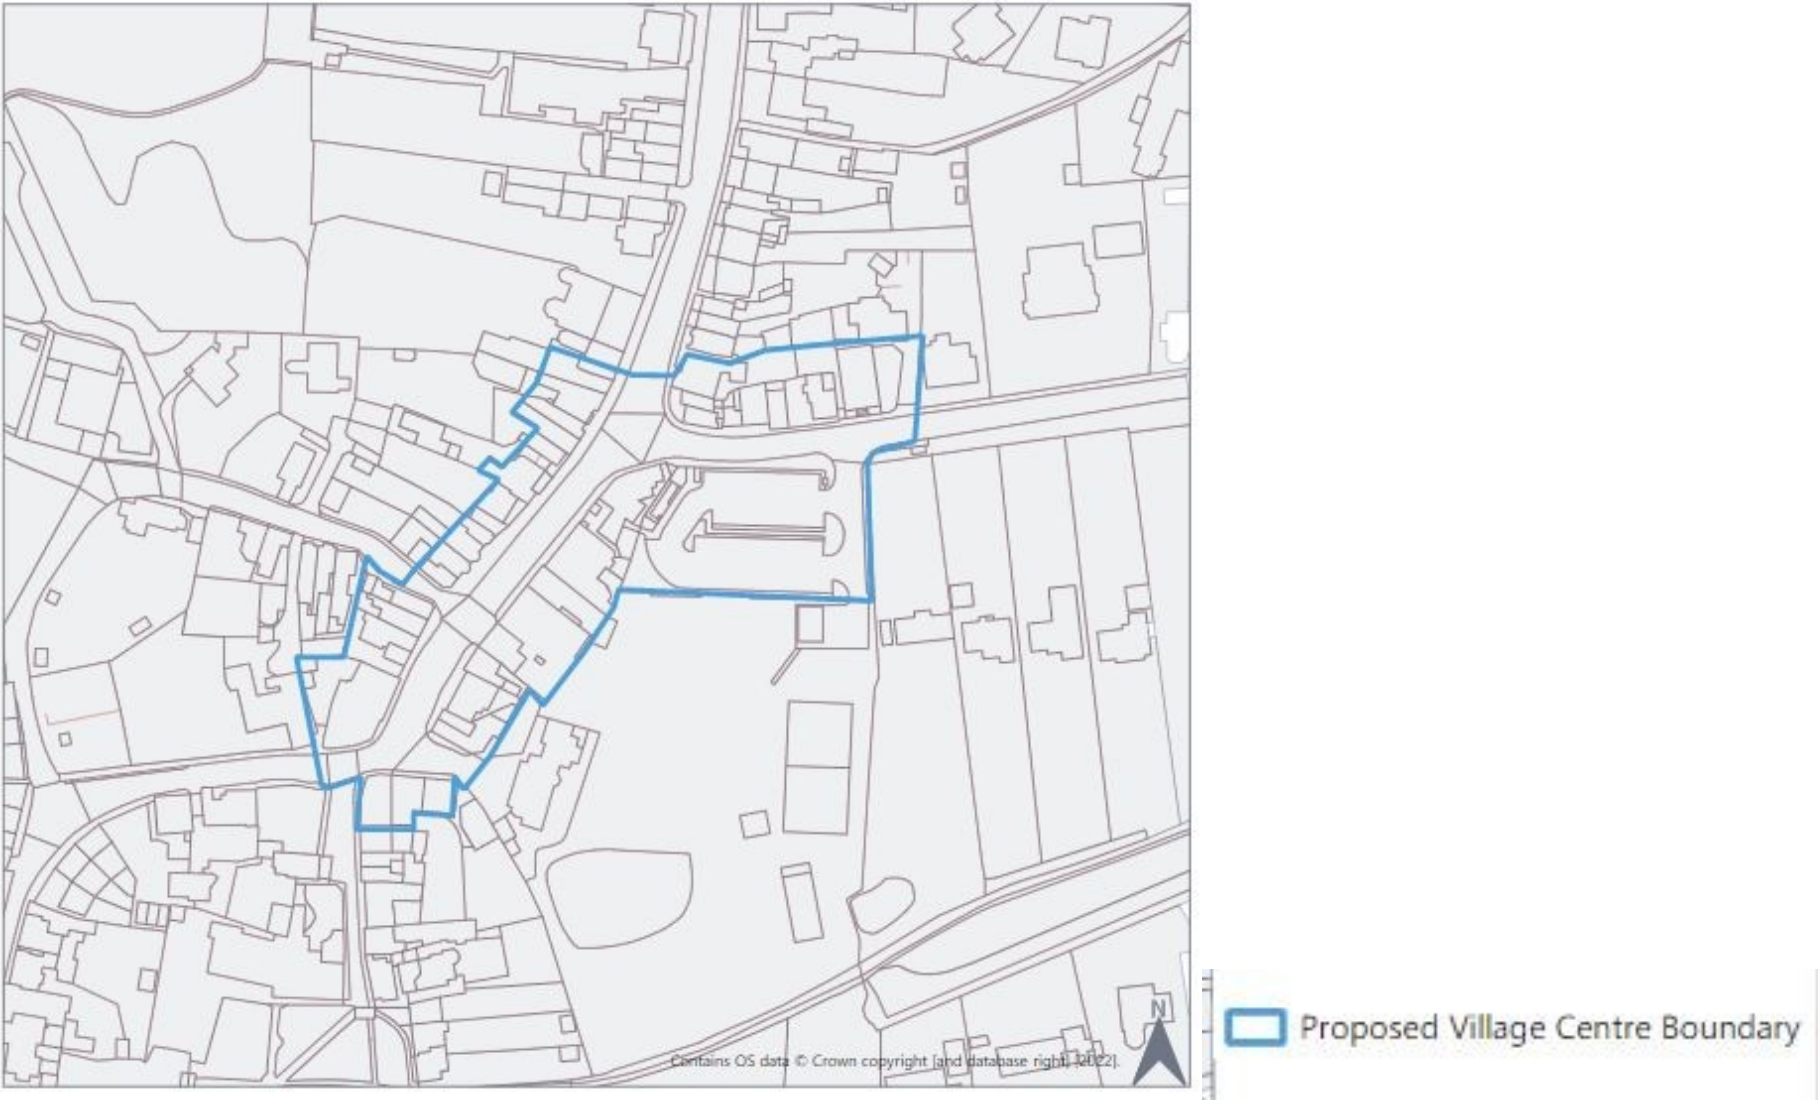 N
Contains OS data © Crown copyright [and database right] [2022].
Proposed Village Centre Boundary